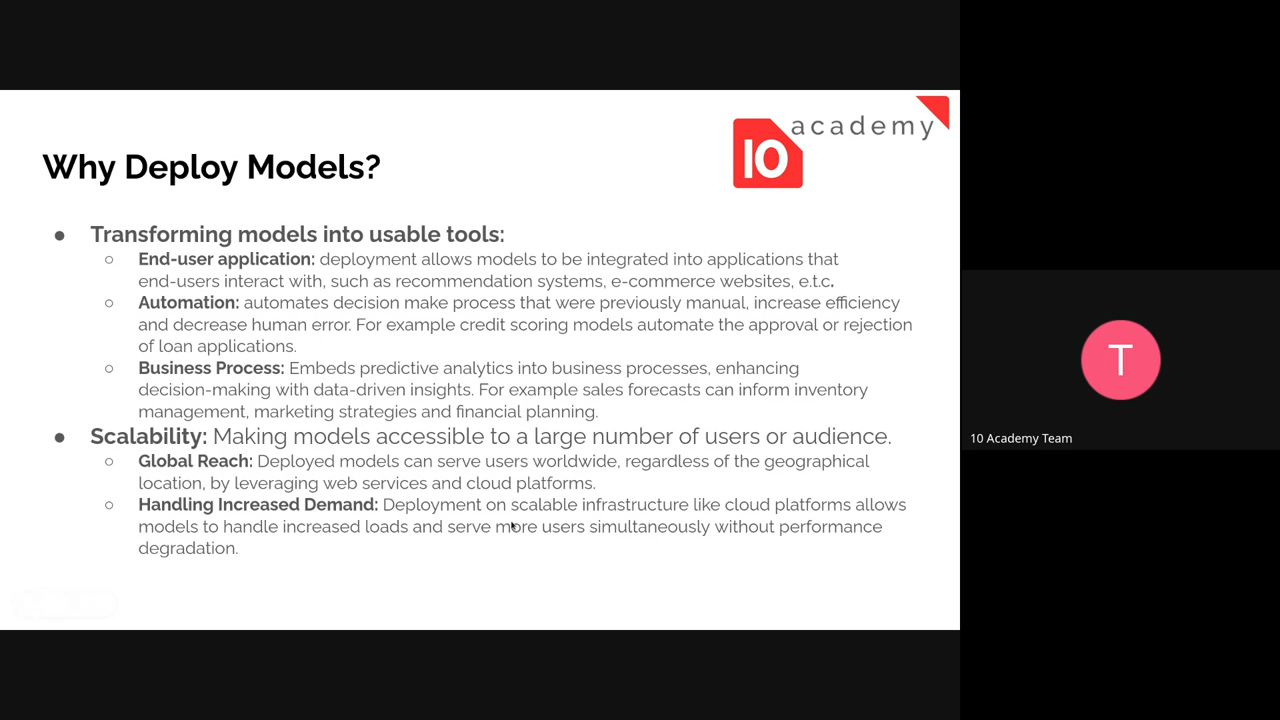 academy
10
Why Deploy Models?
● Transforming models into usable tools:
○ End-user application: deployment allows models to be integrated into applications that
end-users interact with, such as recommendation systems, e-commerce websites, e.t.c.
○ Automation: automates decision make process that were previously manual, increase efficiency
and decrease human error. For example credit scoring models automate the approval or rejection
of loan applications.
○ Business Process: Embeds predictive analytics into business processes, enhancing
decision-making with data-driven insights. For example sales forecasts can inform inventory
management, marketing strategies and financial planning.
● Scalability: Making models accessible to a large number of users or audience.
○ Global Reach: Deployed models can serve users worldwide, regardless of the geographical
location, by leveraging web services and cloud platforms.
○ Handling Increased Demand: Deployment on scalable infrastructure like cloud platforms allows
models to handle increased loads and serve more users simultaneously without performance
degradation.
T
10 Academy Team